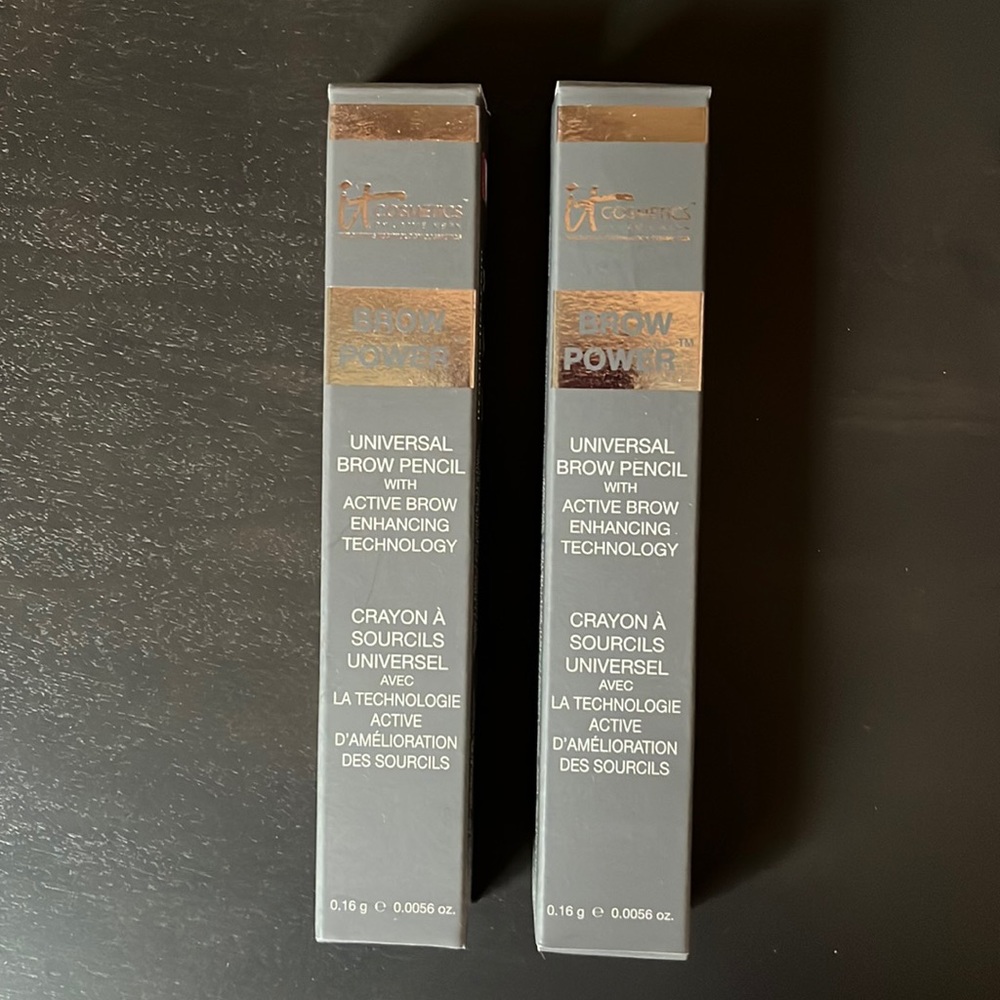 it COSMETICS™
BROW
POWER
UNIVERSAL
BROW PENCIL
WITH
ACTIVE BROW
ENHANCING
TECHNOLOGY
CRAYON À
SOURCILS
UNIVERSEL
AVEC
LA TECHNOLOGIE
ACTIVE
D'AMÉLIORATION
DES SOURCILS
0.16 g ℮ 0.0056 oz.
it COSMETICS™
BROW
POWER™
UNIVERSAL
BROW PENCIL
WITH
ACTIVE BROW
ENHANCING
TECHNOLOGY
CRAYON À
SOURCILS
UNIVERSEL
AVEC
LA TECHNOLOGIE
ACTIVE
D'AMÉLIORATION
DES SOURCILS
0.16 g ℮ 0.0056 oz.